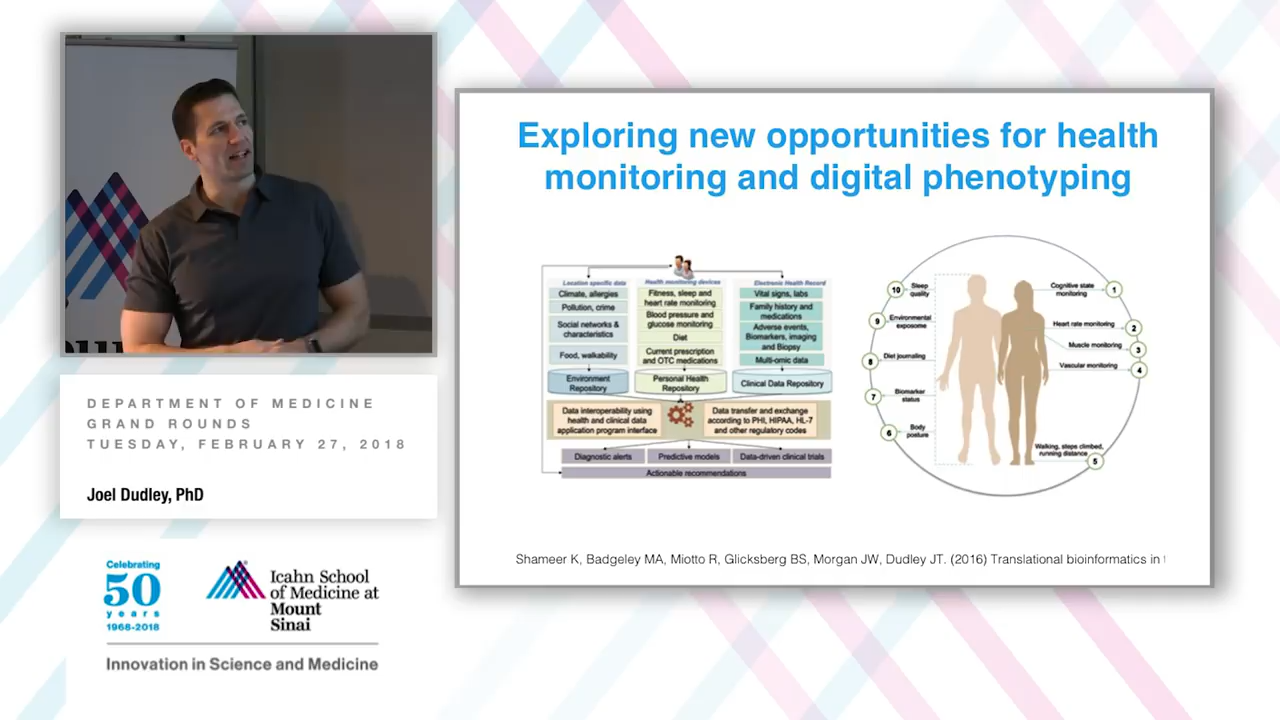 DEPARTMENT OF MEDICINE
GRAND ROUNDS
TUESDAY, FEBRUARY 27, 2018
Joel Dudley, PhD
Celebrating
50
years
1968-2018
Icahn School
of Medicine at
Mount
Sinai
Innovation in Science and Medicine
Exploring new opportunities for health
monitoring and digital phenotyping
Location specific data
Climate, allergies
Pollution, crime
Social networks &
characteristics
Food, walkability
Environment
Repository
Health monitoring devices
Fitness, sleep and
heart rate monitoring
Blood pressure and
glucose monitoring
Diet
Current prescription
and OTC medications
Personal Health
Repository
Electronic Health Record
Vital signs, labs
Family history and
medications
Adverse events,
Biomarkers, imaging
and Biopsy
Multi-omic data
Clinical Data Repository
Data interoperability using
health and clinical data
application program interface
Data transfer and exchange
according to PHI, HIPAA, HL-7
and other regulatory codes
Diagnostic alerts
Predictive models
Data-driven clinical trials
Actionable recommendations
10 Sleep
quality
9 Environmental
exposome
8 Diet journaling
7 Biomarker
status
6 Body
posture
Cognitive state
monitoring 1
Heart rate monitoring 2
Muscle monitoring 3
Vascular monitoring 4
Walking, steps climbed,
running distance 5
Shameer K, Badgeley MA, Miotto R, Glicksberg BS, Morgan JW, Dudley JT. (2016) Translational bioinformatics in